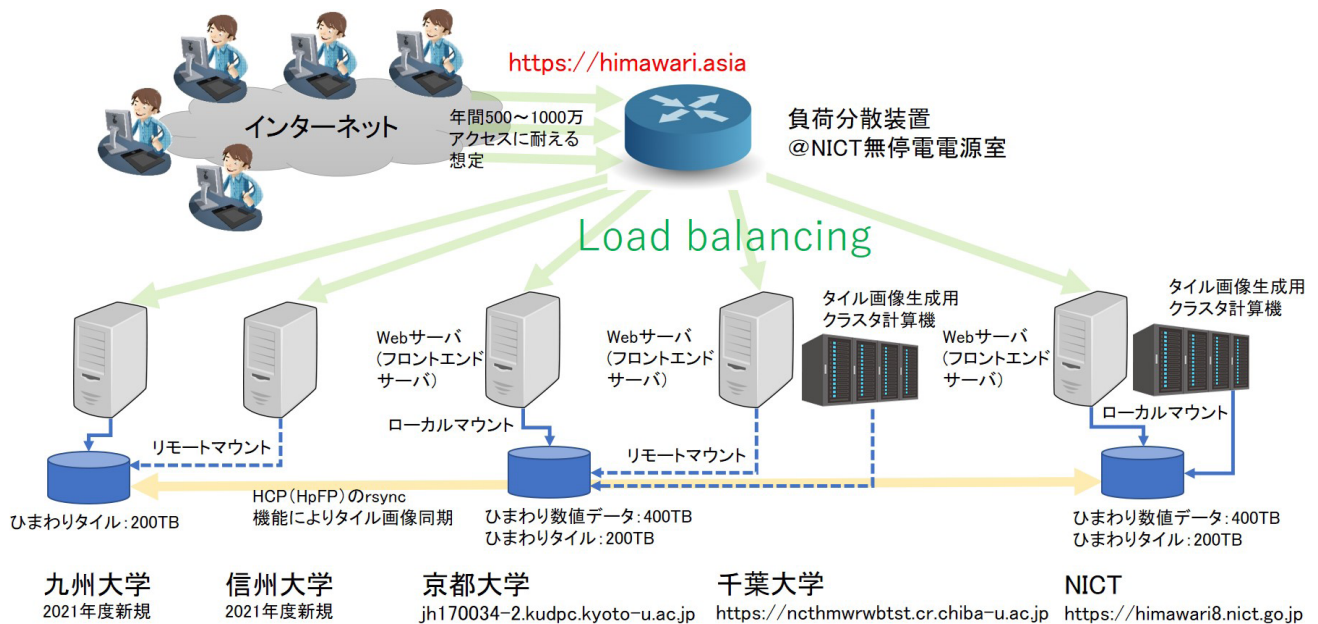 https://himawari.asia
インターネット
年間500～1000万
アクセスに耐える
想定
負荷分散装置
@NICT無停電電源室
Load balancing
タイル画像生成用
クラスタ計算機
タイル画像生成用
クラスタ計算機
Webサーバ
(フロントエンド
サーバ)
Webサーバ
(フロントエンド
サーバ)
Webサーバ
(フロントエンド
サーバ)
ローカルマウント
ローカルマウント
リモートマウント
リモートマウント
HCP(HpFP)のrsync
機能によりタイル画像同期
ひまわりタイル:200TB
ひまわり数値データ:400TB
ひまわりタイル:200TB
ひまわり数値データ:400TB
ひまわりタイル:200TB
九州大学
2021年度新規
信州大学
2021年度新規
京都大学
jh170034-2.kudpc.kyoto-u.ac.jp
千葉大学
https://ncthmwrwbtst.cr.chiba-u.ac.jp
NICT
https://himawari8.nict.go.jp